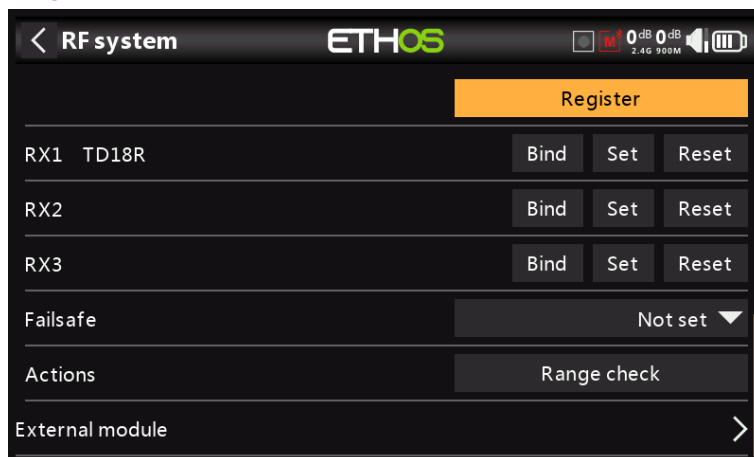 RF system ETHOS M 0dB 2.4G 0dB 900M
Register
RX1 TD18R Bind Set Reset
RX2 Bind Set Reset
RX3 Bind Set Reset
Failsafe Not set
Actions Range check
External module